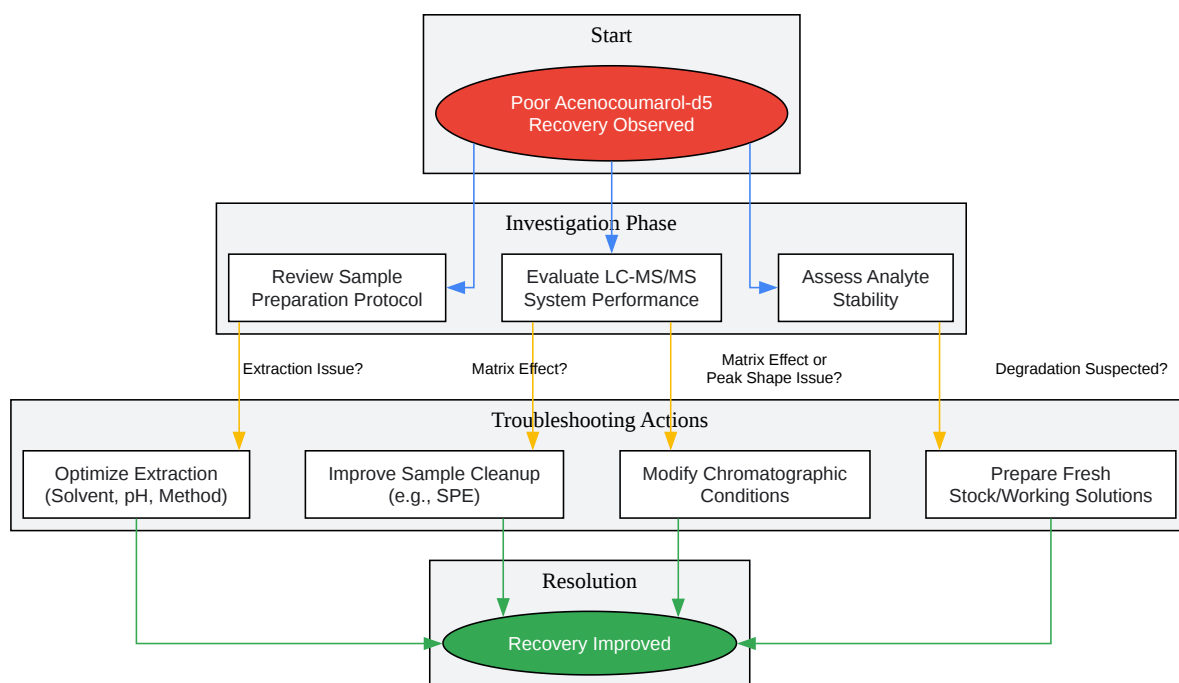 Start
Poor Acenocoumarol-d5
Recovery Observed
Investigation Phase
Review Sample
Preparation Protocol
Evaluate LC-MS/MS
System Performance
Assess Analyte
Stability
Extraction Issue?
Matrix Effect?
Matrix Effect or
Peak Shape Issue?
Degradation Suspected?
Troubleshooting Actions
Optimize Extraction
(Solvent, pH, Method)
Improve Sample Cleanup
(e.g., SPE)
Modify Chromatographic
Conditions
Prepare Fresh
Stock/Working Solutions
Resolution
Recovery Improved